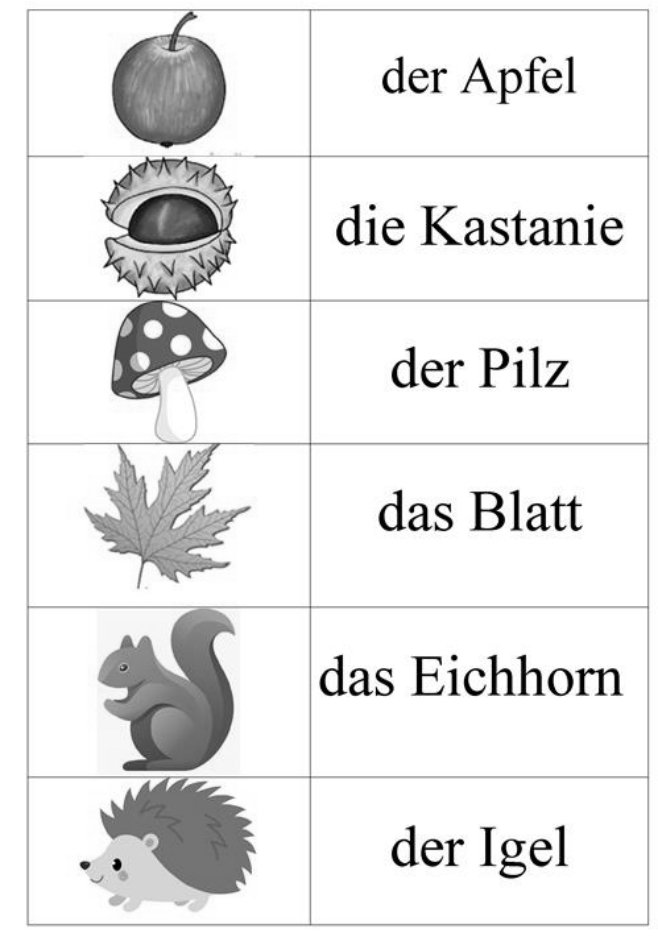 der Apfel
die Kastanie
der Pilz
das Blatt
das Eichhorn
der Igel